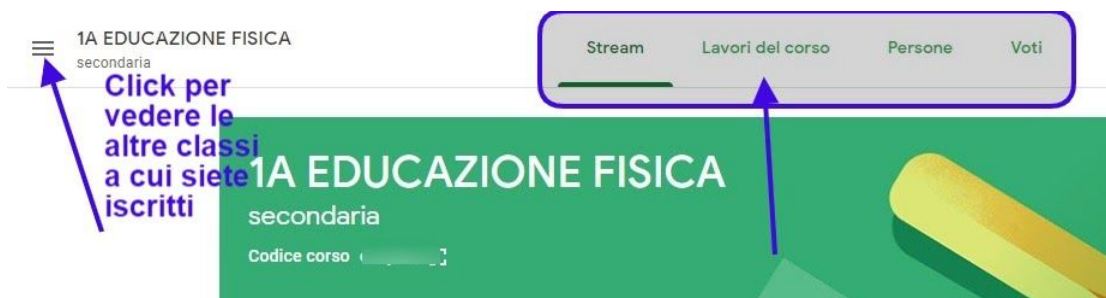 1A EDUCAZIONE FISICA
secondaria
Stream Lavori del corso Persone Voti
Click per
vedere le
altre classi
a cui siete
iscritti
1A EDUCAZIONE FISICA
secondaria
Codice corso